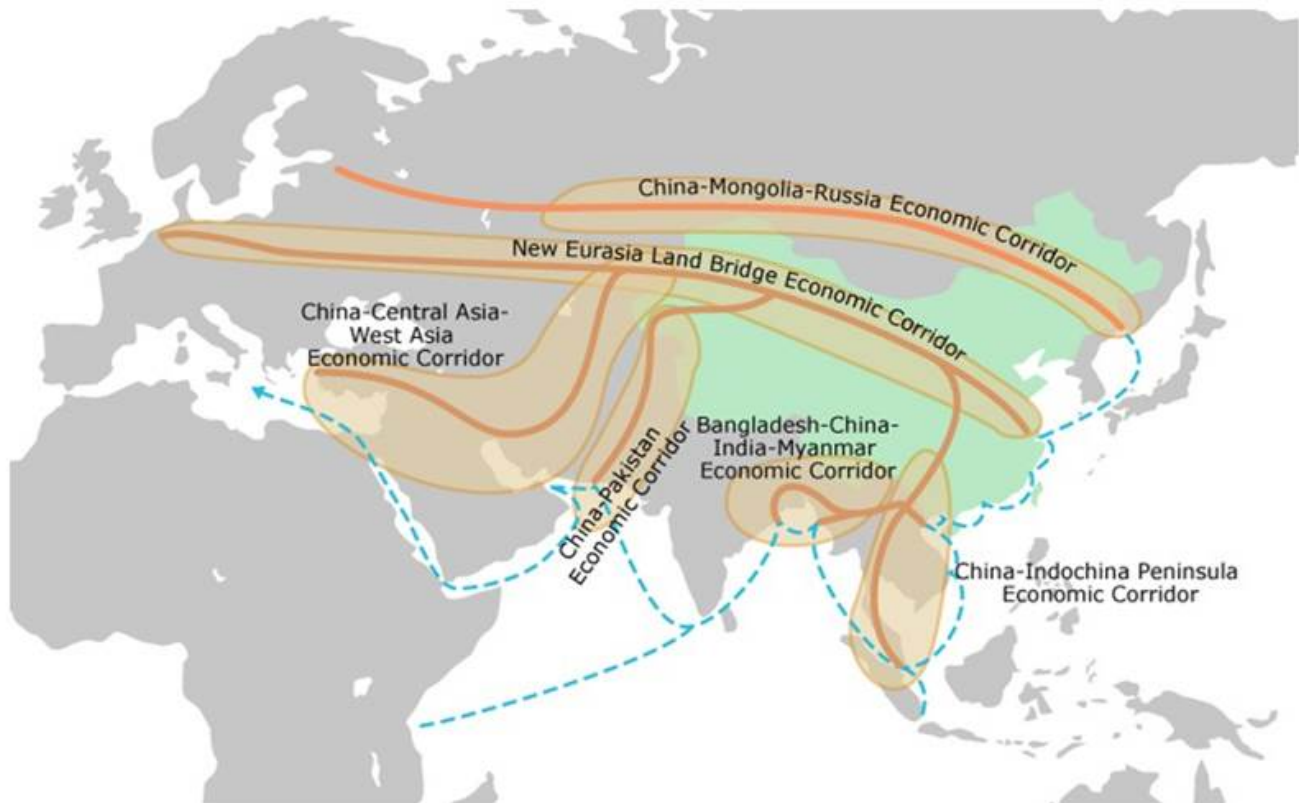 China-Mongolia-Russia Economic Corridor
New Eurasia Land Bridge Economic Corridor
China-Central Asia-
West Asia
Economic Corridor
China-Pakistan
Economic Corridor
Bangladesh-China-
India-Myanmar
Economic Corridor
China-Indochina Peninsula
Economic Corridor